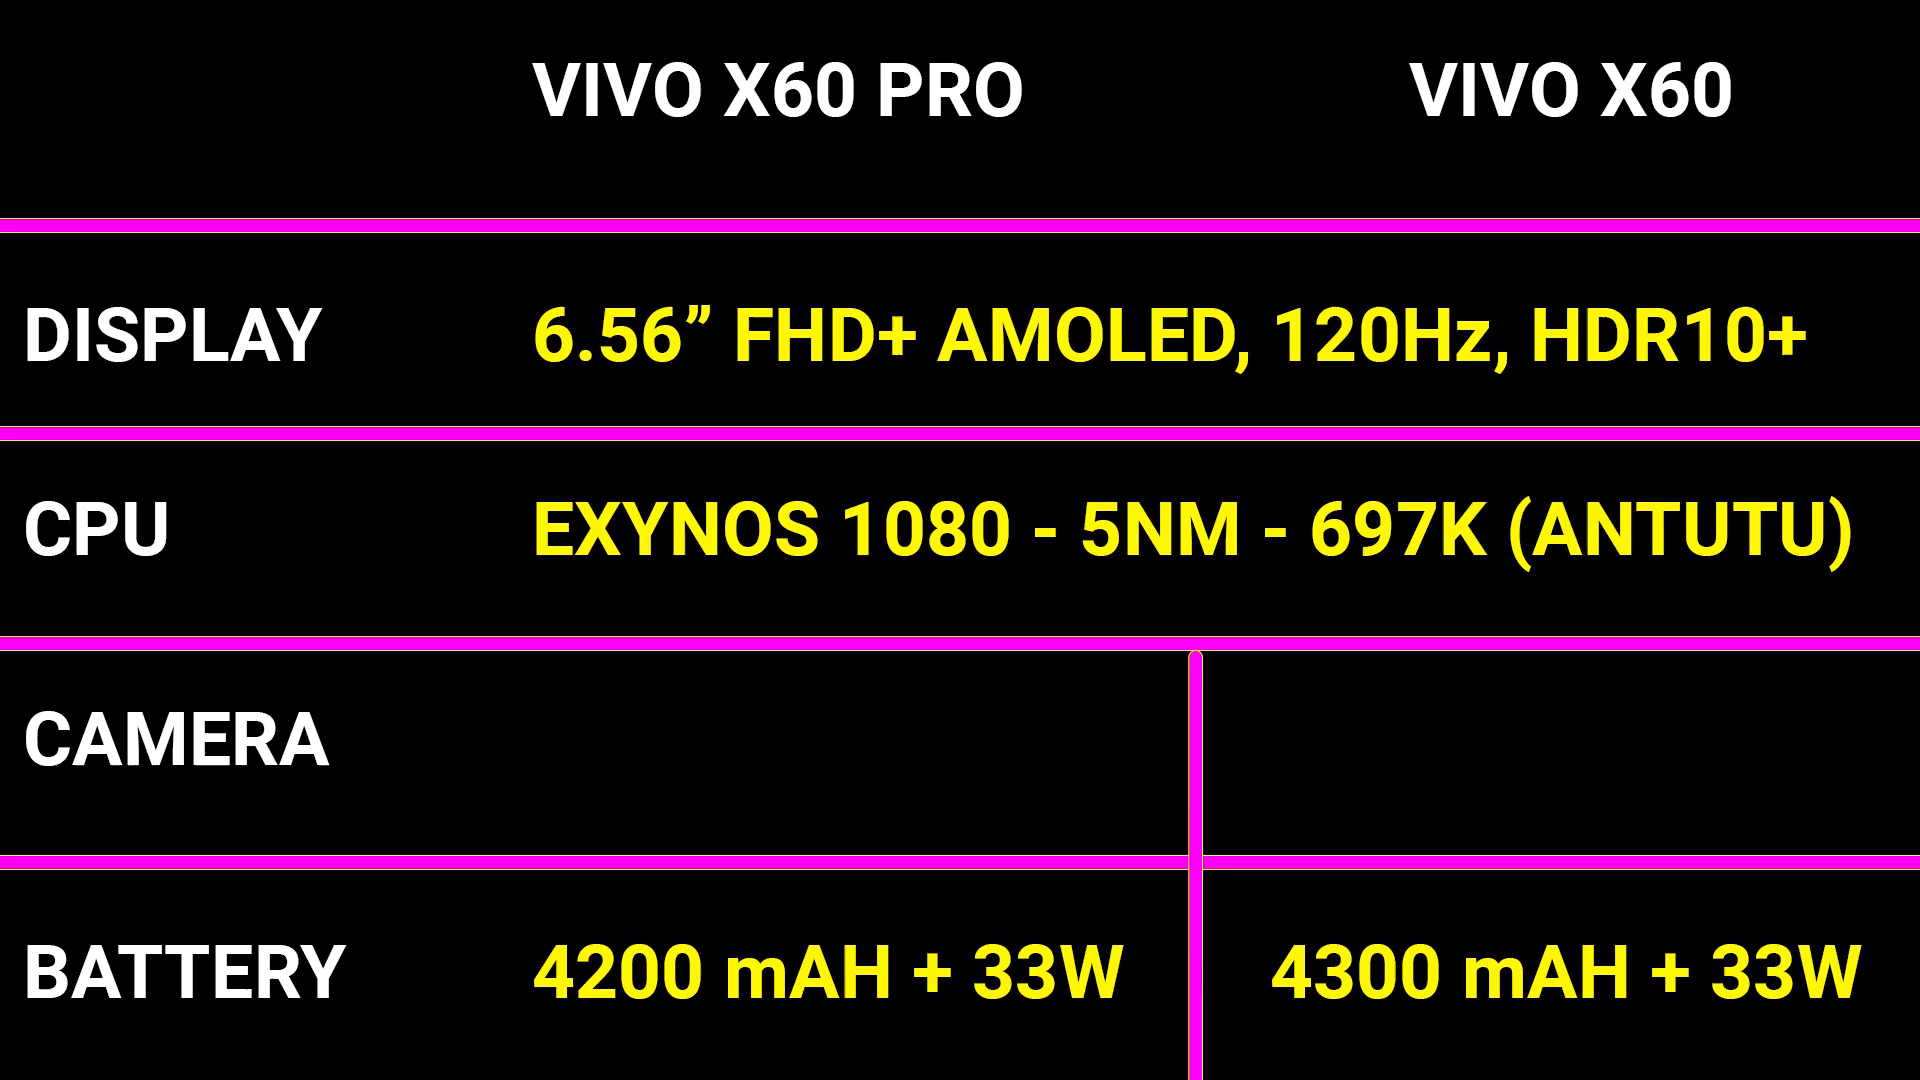 VIVO X60 PRO VIVO X60
DISPLAY 6.56” FHD+ AMOLED, 120Hz, HDR10+
CPU EXYNOS 1080 - 5NM - 697K (ANTUTU)
CAMERA
BATTERY 4200 mAH + 33W 4300 mAH + 33W